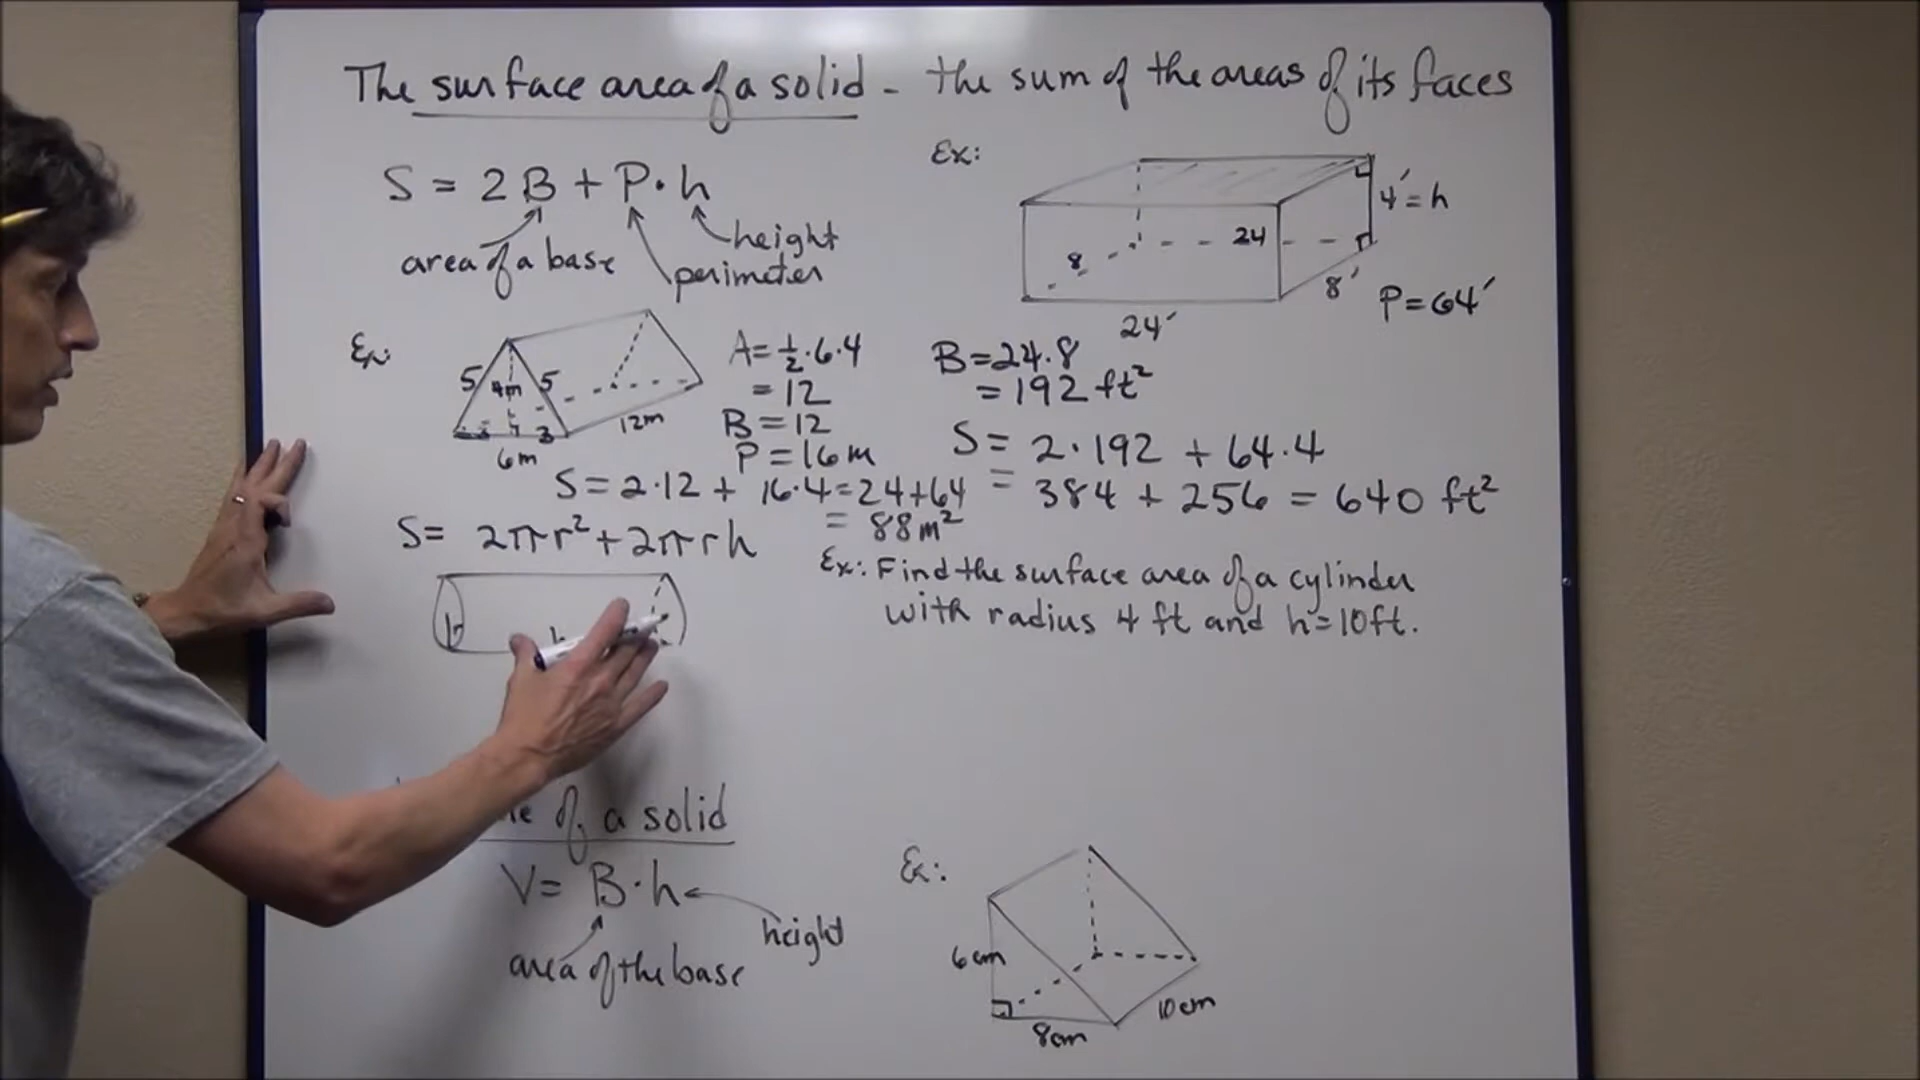 The surface area of a solid - the sum of the areas of its faces
S = 2B + P·h
area of a base
height
perimeter
Ex:
4' = h
24
8
8'
24'
P = 64'
B = 24·8
= 192 ft²
S = 2·192 + 64·4
= 384 + 256 = 640 ft²
Ex:
5
4m
5
3
6m
12m
A = ½·6·4
= 12
B = 12
P = 16m
S = 2·12 + 16·4 = 24+64
= 88m²
S = 2πr² + 2πrh
Ex: Find the surface area of a cylinder
with radius 4 ft and h=10ft.
of a solid
V = B·h
height
area of the base
Ex:
6cm
8cm
10cm